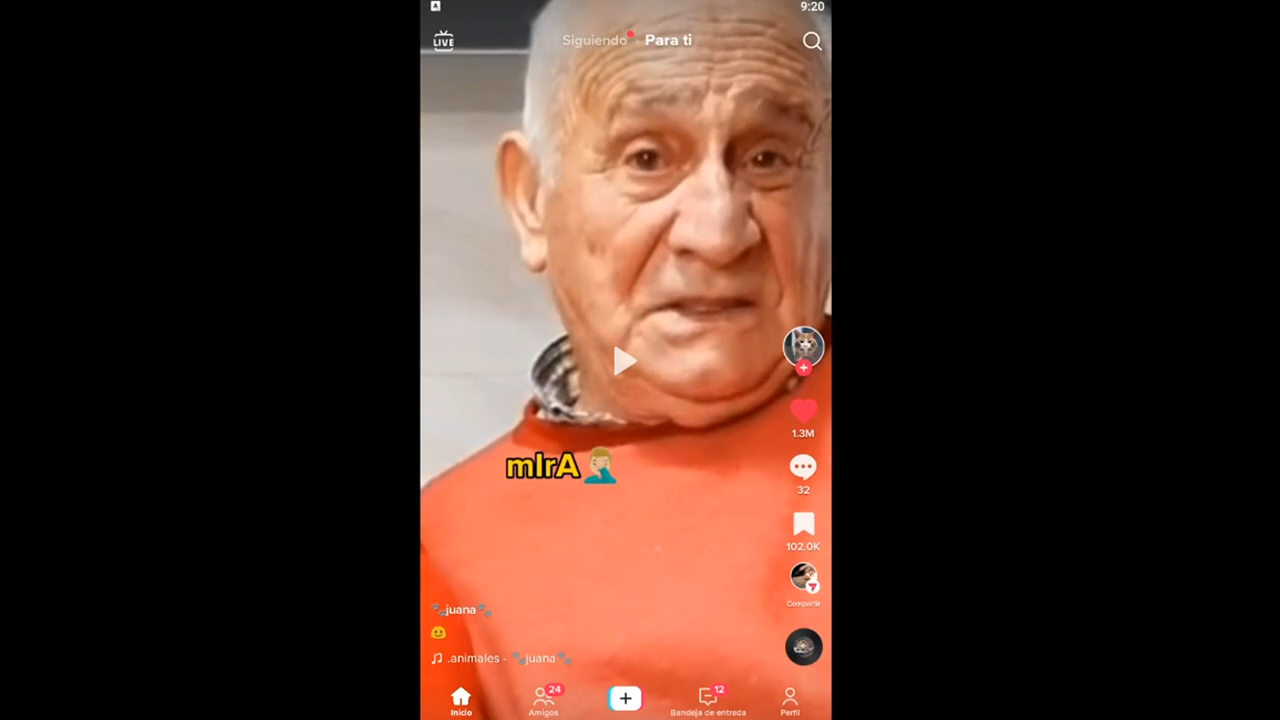 9:20
LIVE
Siguiendo Para ti
mIrA
1.3M
32
102.0K
Compartir
juana
.animales - juana
24
12
Inicio
Amigos
Bandeja de entrada
Perfil